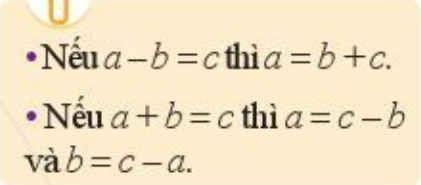 • Nếu a – b = c thì a = b + c.
• Nếu a + b = c thì a = c – b
và b = c – a.